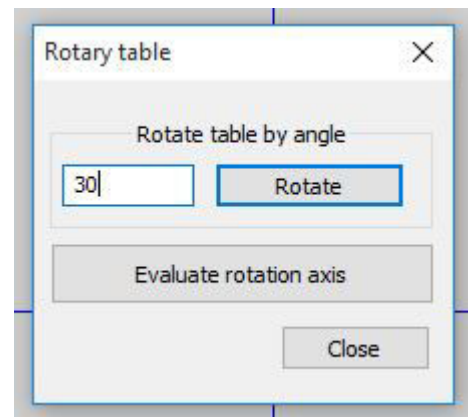 Rotary table
Rotate table by angle
30 Rotate
Evaluate rotation axis
Close